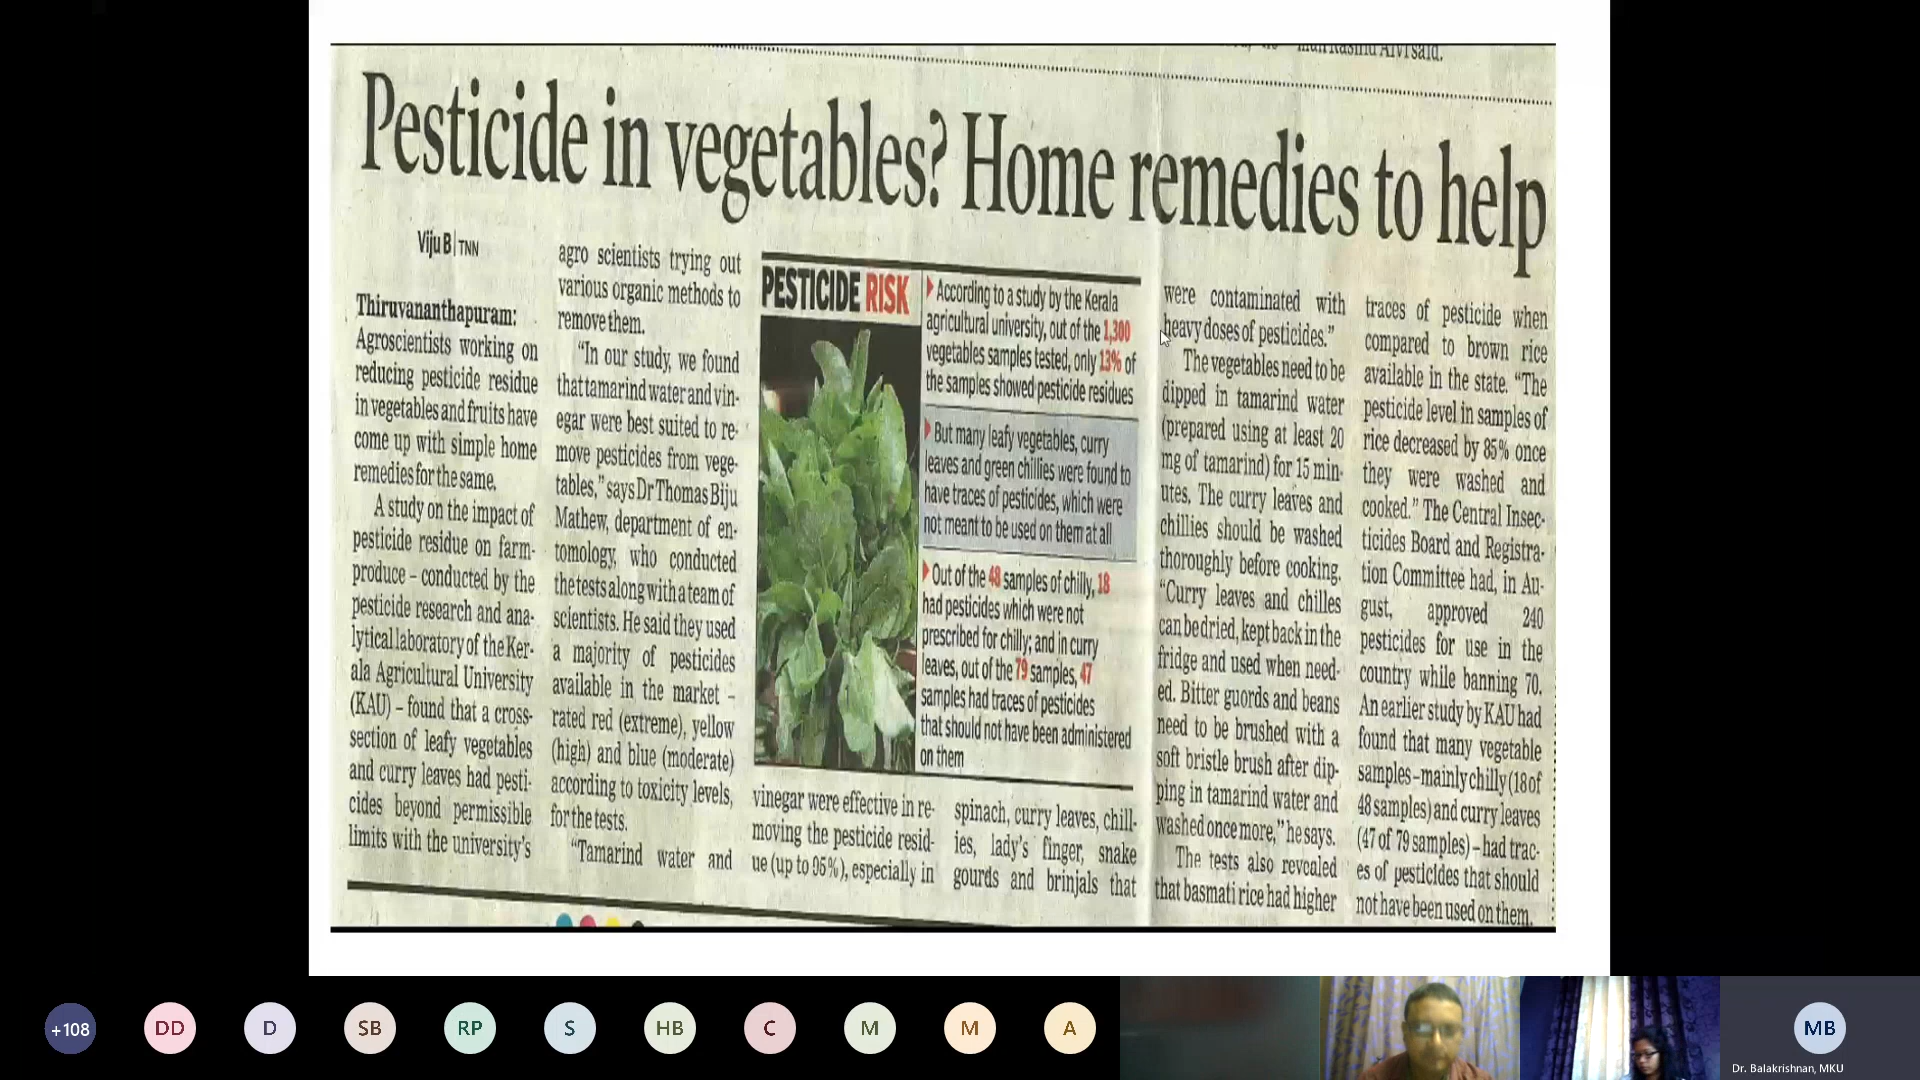 mun Rashid Alvi said.
Pesticide in vegetables? Home remedies to help
Viju B | TNN
Thiruvananthapuram:
Agroscientists working on
reducing pesticide residue
in vegetables and fruits have
come up with simple home
remedies for the same.
A study on the impact of
pesticide residue on farm-
produce – conducted by the
pesticide research and ana-
lytical laboratory of the Ker-
ala Agricultural University
(KAU) – found that a cross-
section of leafy vegetables
and curry leaves had pesti-
cides beyond permissible
limits with the university's
agro scientists trying out
various organic methods to
remove them.
"In our study, we found
that tamarind water and vin-
egar were best suited to re-
move pesticides from vege-
tables," says Dr Thomas Biju
Mathew, department of en-
tomology, who conducted
the tests along with a team of
scientists. He said they used
a majority of pesticides
available in the market –
rated red (extreme), yellow
(high) and blue (moderate)
according to toxicity levels,
for the tests.
"Tamarind water and
PESTICIDE RISK
According to a study by the Kerala
agricultural university, out of the 1,300
vegetables samples tested, only 13% of
the samples showed pesticide residues
But many leafy vegetables, curry
leaves and green chillies were found to
have traces of pesticides, which were
not meant to be used on them at all
Out of the 48 samples of chilly, 18
had pesticides which were not
prescribed for chilly; and in curry
leaves, out of the 79 samples, 47
samples had traces of pesticides
that should not have been administered
on them
vinegar were effective in re-
moving the pesticide resid-
ue (up to 95%), especially in
spinach, curry leaves, chill-
ies, lady's finger, snake
gourds and brinjals that
were contaminated with
heavy doses of pesticides."
The vegetables need to be
dipped in tamarind water
(prepared using at least 20
mg of tamarind) for 15 min-
utes. The curry leaves and
chillies should be washed
thoroughly before cooking.
"Curry leaves and chilles
can be dried, kept back in the
fridge and used when need-
ed. Bitter guords and beans
need to be brushed with a
soft bristle brush after dip-
ping in tamarind water and
washed once more," he says.
The tests also revealed
that basmati rice had higher
traces of pesticide when
compared to brown rice
available in the state. "The
pesticide level in samples of
rice decreased by 85% once
they were washed and
cooked." The Central Insec-
ticides Board and Registra-
tion Committee had, in Au-
gust, approved 240
pesticides for use in the
country while banning 70.
An earlier study by KAU had
found that many vegetable
samples – mainly chilly (18 of
48 samples) and curry leaves
(47 of 79 samples) – had trac-
es of pesticides that should
not have been used on them.
+108
DD
D
SB
RP
S
HB
C
M
M
A
MB
Dr. Balakrishnan, MKU